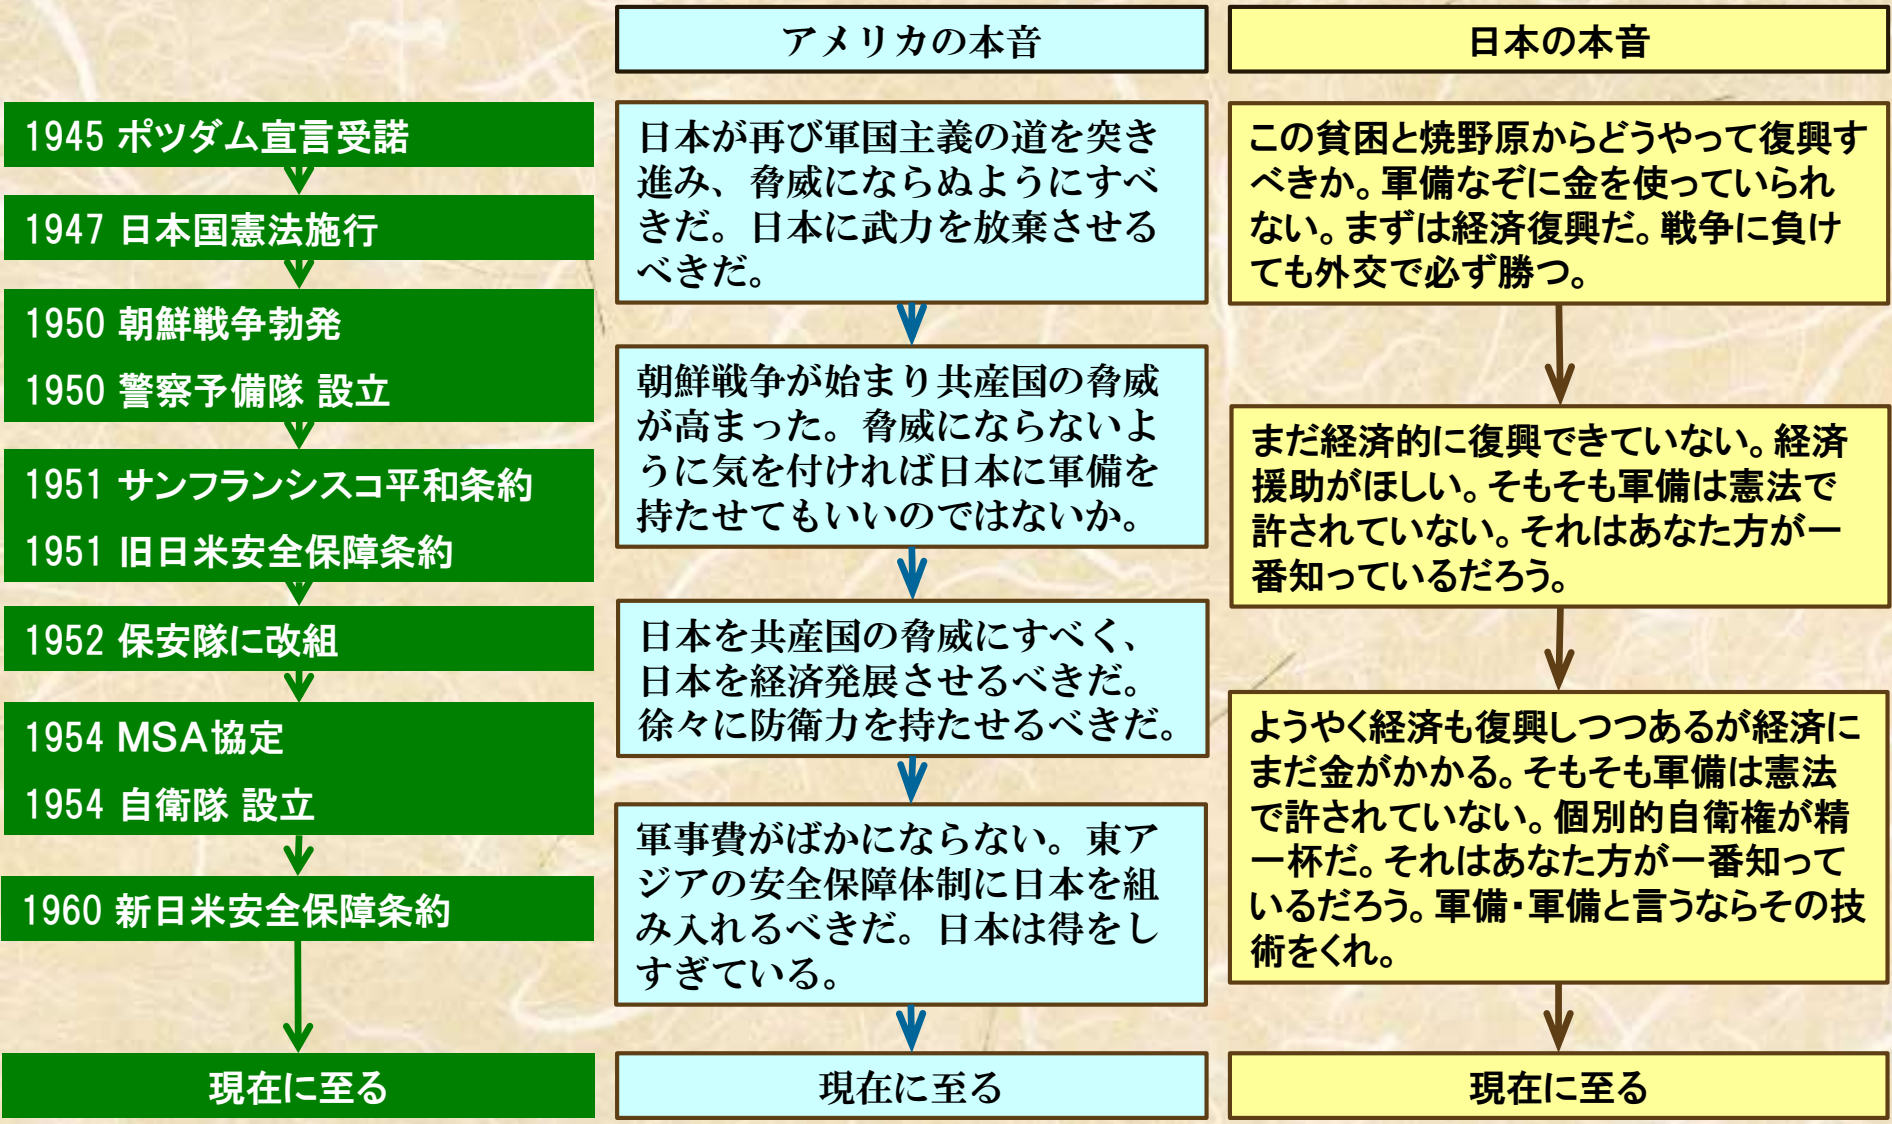 アメリカの本音
日本の本音
1945 ポツダム宣言受諾
1947 日本国憲法施行
1950 朝鮮戦争勃発
1950 警察予備隊 設立
1951 サンフランシスコ平和条約
1951 旧日米安全保障条約
1952 保安隊に改組
1954 MSA協定
1954 自衛隊 設立
1960 新日米安全保障条約
現在に至る
日本が再び軍国主義の道を突き
進み、脅威にならぬようにすべ
きだ。日本に武力を放棄させる
べきだ。
朝鮮戦争が始まり共産国の脅威
が高まった。脅威にならないよ
うに気を付ければ日本に軍備を
持たせてもいいのではないか。
日本を共産国の脅威にすべく、
日本を経済発展させるべきだ。
徐々に防衛力を持たせるべきだ。
軍事費がばかにならない。東ア
ジアの安全保障体制に日本を組
み入れるべきだ。日本は得をし
すぎている。
現在に至る
この貧困と焼野原からどうやって復興す
べきか。軍備なぞに金を使っていられ
ない。まずは経済復興だ。戦争に負け
ても外交で必ず勝つ。
まだ経済的に復興できていない。経済
援助がほしい。そもそも軍備は憲法で
許されていない。それはあなた方が一
番知っているだろう。
ようやく経済も復興しつつあるが経済に
まだ金がかかる。そもそも軍備は憲法
で許されていない。個別的自衛権が精
一杯だ。それはあなた方が一番知って
いるだろう。軍備・軍備と言うならその技
術をくれ。
現在に至る